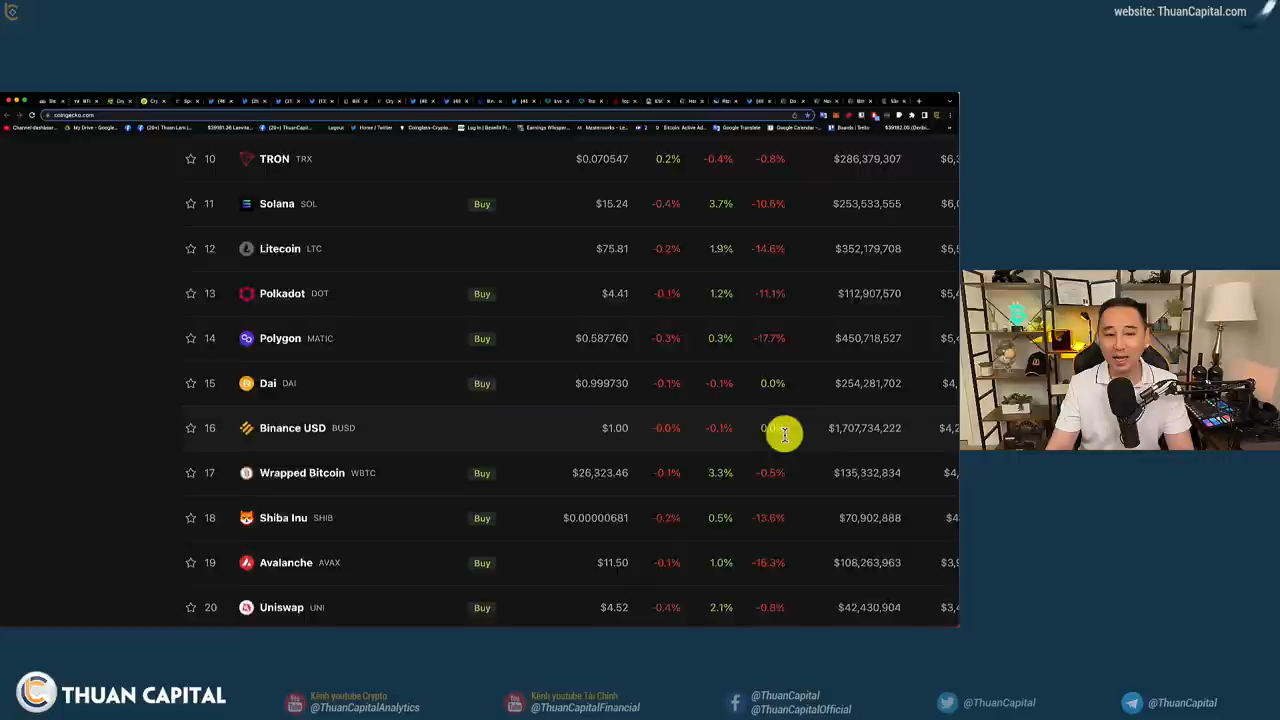 website: ThuanCapital.com
coingecko.com
10 TRON TRX $0.070547 0.2% -0.4% -0.8% $286,379,307
11 Solana SOL Buy $15.24 -0.4% 3.7% -10.6% $253,533,555
12 Litecoin LTC $75.81 -0.2% 1.9% -14.6% $352,179,708
13 Polkadot DOT Buy $4.41 -0.1% 1.2% -11.1% $112,907,570
14 Polygon MATIC Buy $0.587760 -0.3% 0.3% -17.7% $450,718,527
15 Dai DAI Buy $0.999730 -0.1% -0.1% 0.0% $254,281,702
16 Binance USD BUSD $1.00 -0.0% -0.1% $1,707,734,222
17 Wrapped Bitcoin WBTC Buy $26,323.46 -0.1% 3.3% -0.5% $135,332,834
18 Shiba Inu SHIB Buy $0.00000681 -0.2% 0.5% -13.6% $70,902,888
19 Avalanche AVAX Buy $11.50 -0.1% 1.0% -15.3% $108,263,963
20 Uniswap UNI Buy $4.52 -0.4% 2.1% -0.8% $42,430,904
THUAN CAPITAL
Kênh youtube Crypto
@ThuanCapitalAnalytics
Kênh youtube Tài Chính
@ThuanCapitalFinancial
@ThuanCapital
@ThuanCapitalOfficial
@ThuanCapital
@ThuanCapital